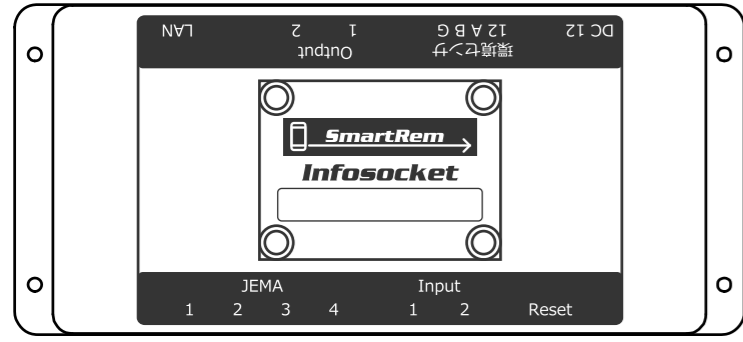 LAN 2 1 12 A B G DC 12
Output 環境センサ
SmartRem
Infosocket
JEMA Input
1 2 3 4 1 2 Reset